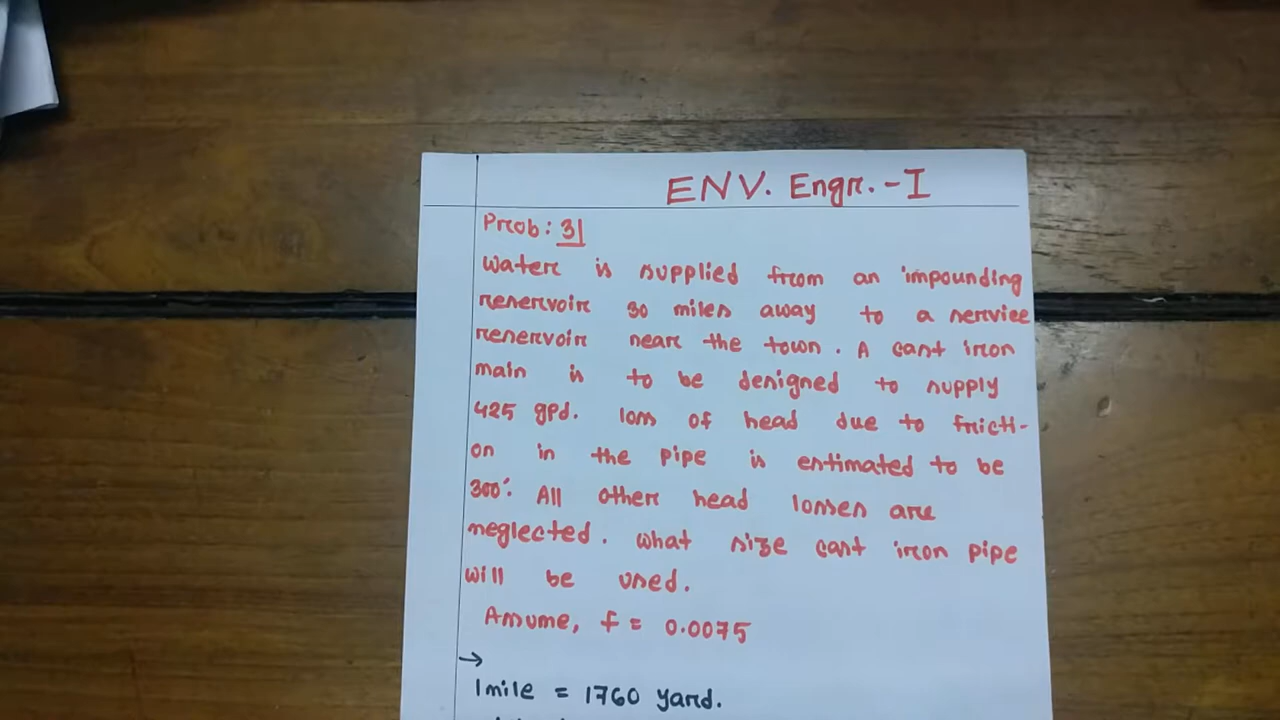 ENV. Engr. - I
Prob: 3
Water is supplied from an impounding
reservoir 30 miles away to a service
reservoir near the town. A cast iron
main is to be designed to supply
425 gpd. loss of head due to fricti-
on in the pipe is estimated to be
300'. All other head losses are
neglected. What size cast iron pipe
will be used.
Assume, f = 0.0075
→
1 mile = 1760 yard.